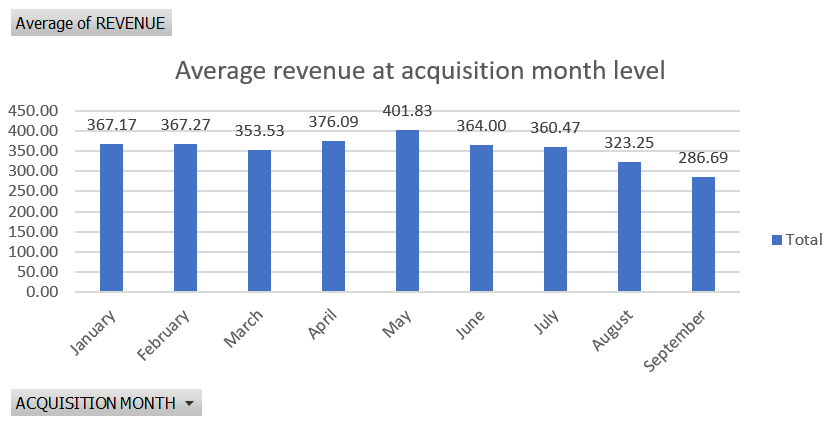 Average of REVENUE
Average revenue at acquisition month level
450.00
400.00
350.00
300.00
250.00
200.00
150.00
100.00
50.00
0.00
367.17
367.27
353.53
376.09
401.83
364.00
360.47
323.25
286.69
January
February
March
April
May
June
July
August
September
Total
ACQUISITION MONTH